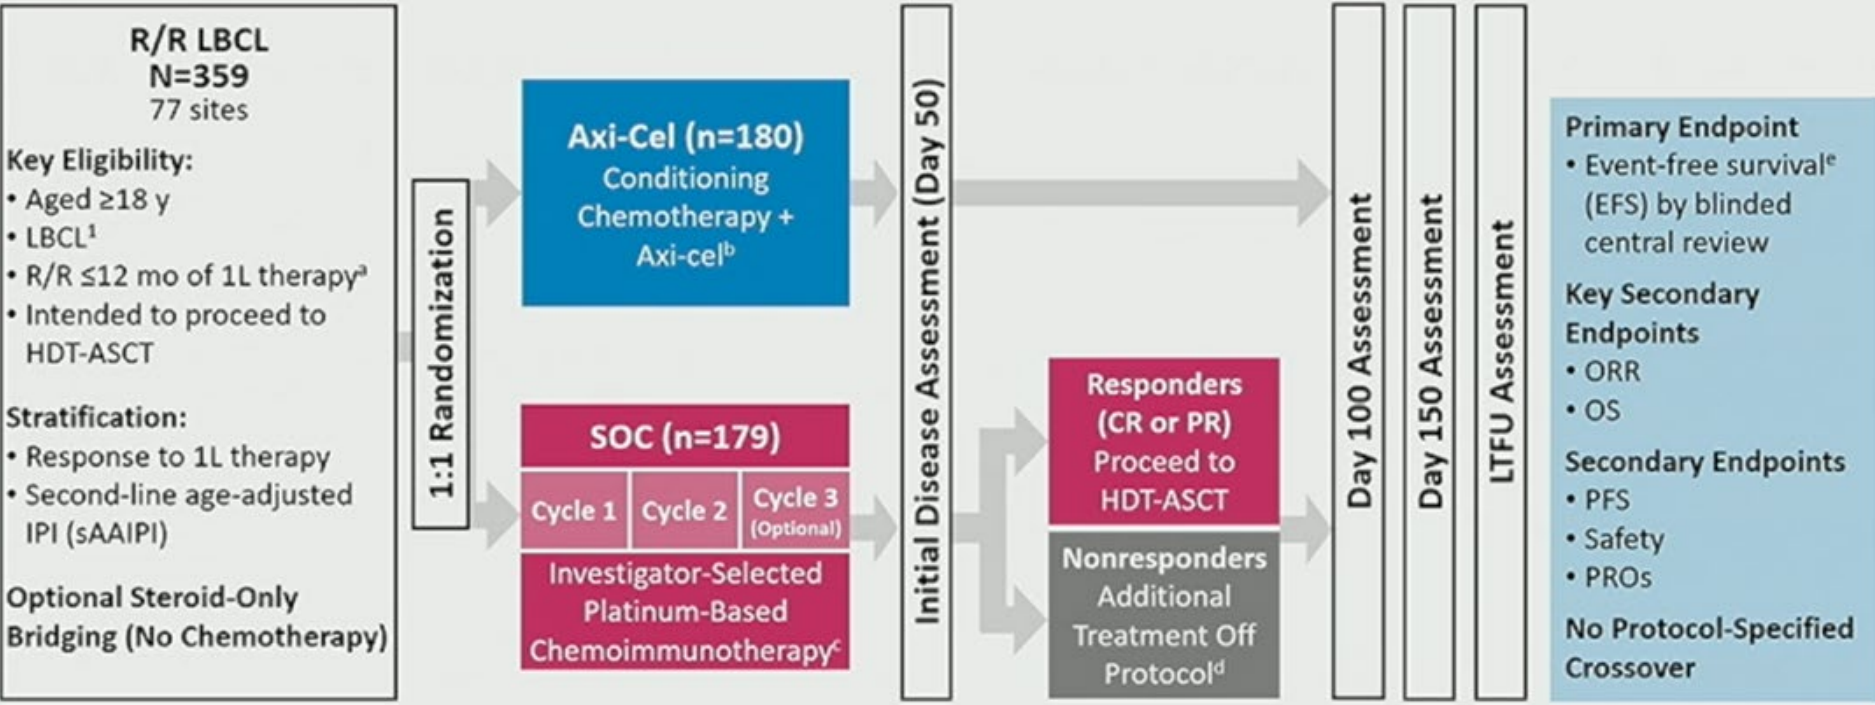 R/R LBCL
N=359
77 sites
Key Eligibility:
• Aged ≥18 y
• LBCL¹
• R/R ≤12 mo of 1L therapyᵃ
• Intended to proceed to
HDT-ASCT
Stratification:
• Response to 1L therapy
• Second-line age-adjusted
IPI (sAAIPI)
Optional Steroid-Only
Bridging (No Chemotherapy)
1:1 Randomization
Axi-Cel (n=180)
Conditioning
Chemotherapy +
Axi-celᵇ
SOC (n=179)
Cycle 1
Cycle 2
Cycle 3
(Optional)
Investigator-Selected
Platinum-Based
Chemoimmunotherapyᶜ
Initial Disease Assessment (Day 50)
Responders
(CR or PR)
Proceed to
HDT-ASCT
Nonresponders
Additional
Treatment Off
Protocolᵈ
Day 100 Assessment
Day 150 Assessment
LTFU Assessment
Primary Endpoint
• Event-free survivalᵉ
(EFS) by blinded
central review
Key Secondary
Endpoints
• ORR
• OS
Secondary Endpoints
• PFS
• Safety
• PROs
No Protocol-Specified
Crossover